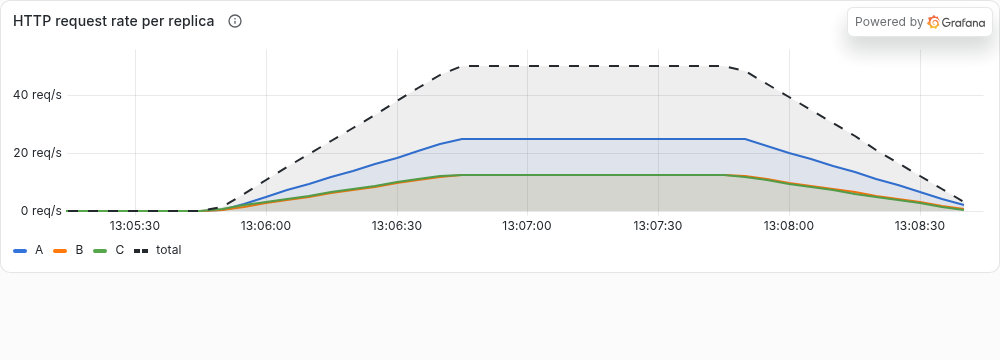 HTTP request rate per replica
Powered by Grafana
40 req/s
20 req/s
0 req/s
13:05:30 13:06:00 13:06:30 13:07:00 13:07:30 13:08:00 13:08:30
A B C total